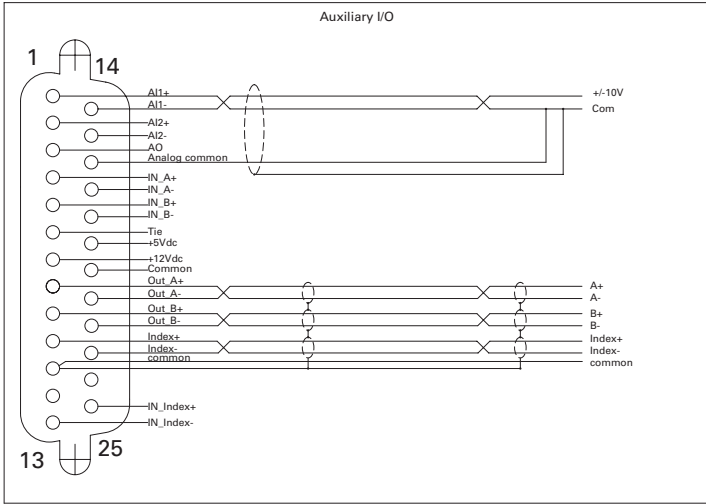 Auxiliary I/O
1
14
AI1+
AI1-
AI2+
AI2-
AO
Analog common
IN_A+
IN_A-
IN_B+
IN_B-
Tie
+5Vdc
+12Vdc
Common
Out_A+
Out_A-
Out_B+
Out_B-
Index+
Index-
common
IN_Index+
IN_Index-
13
25
+/-10V
Com
A+
A-
B+
B-
Index+
Index-
common